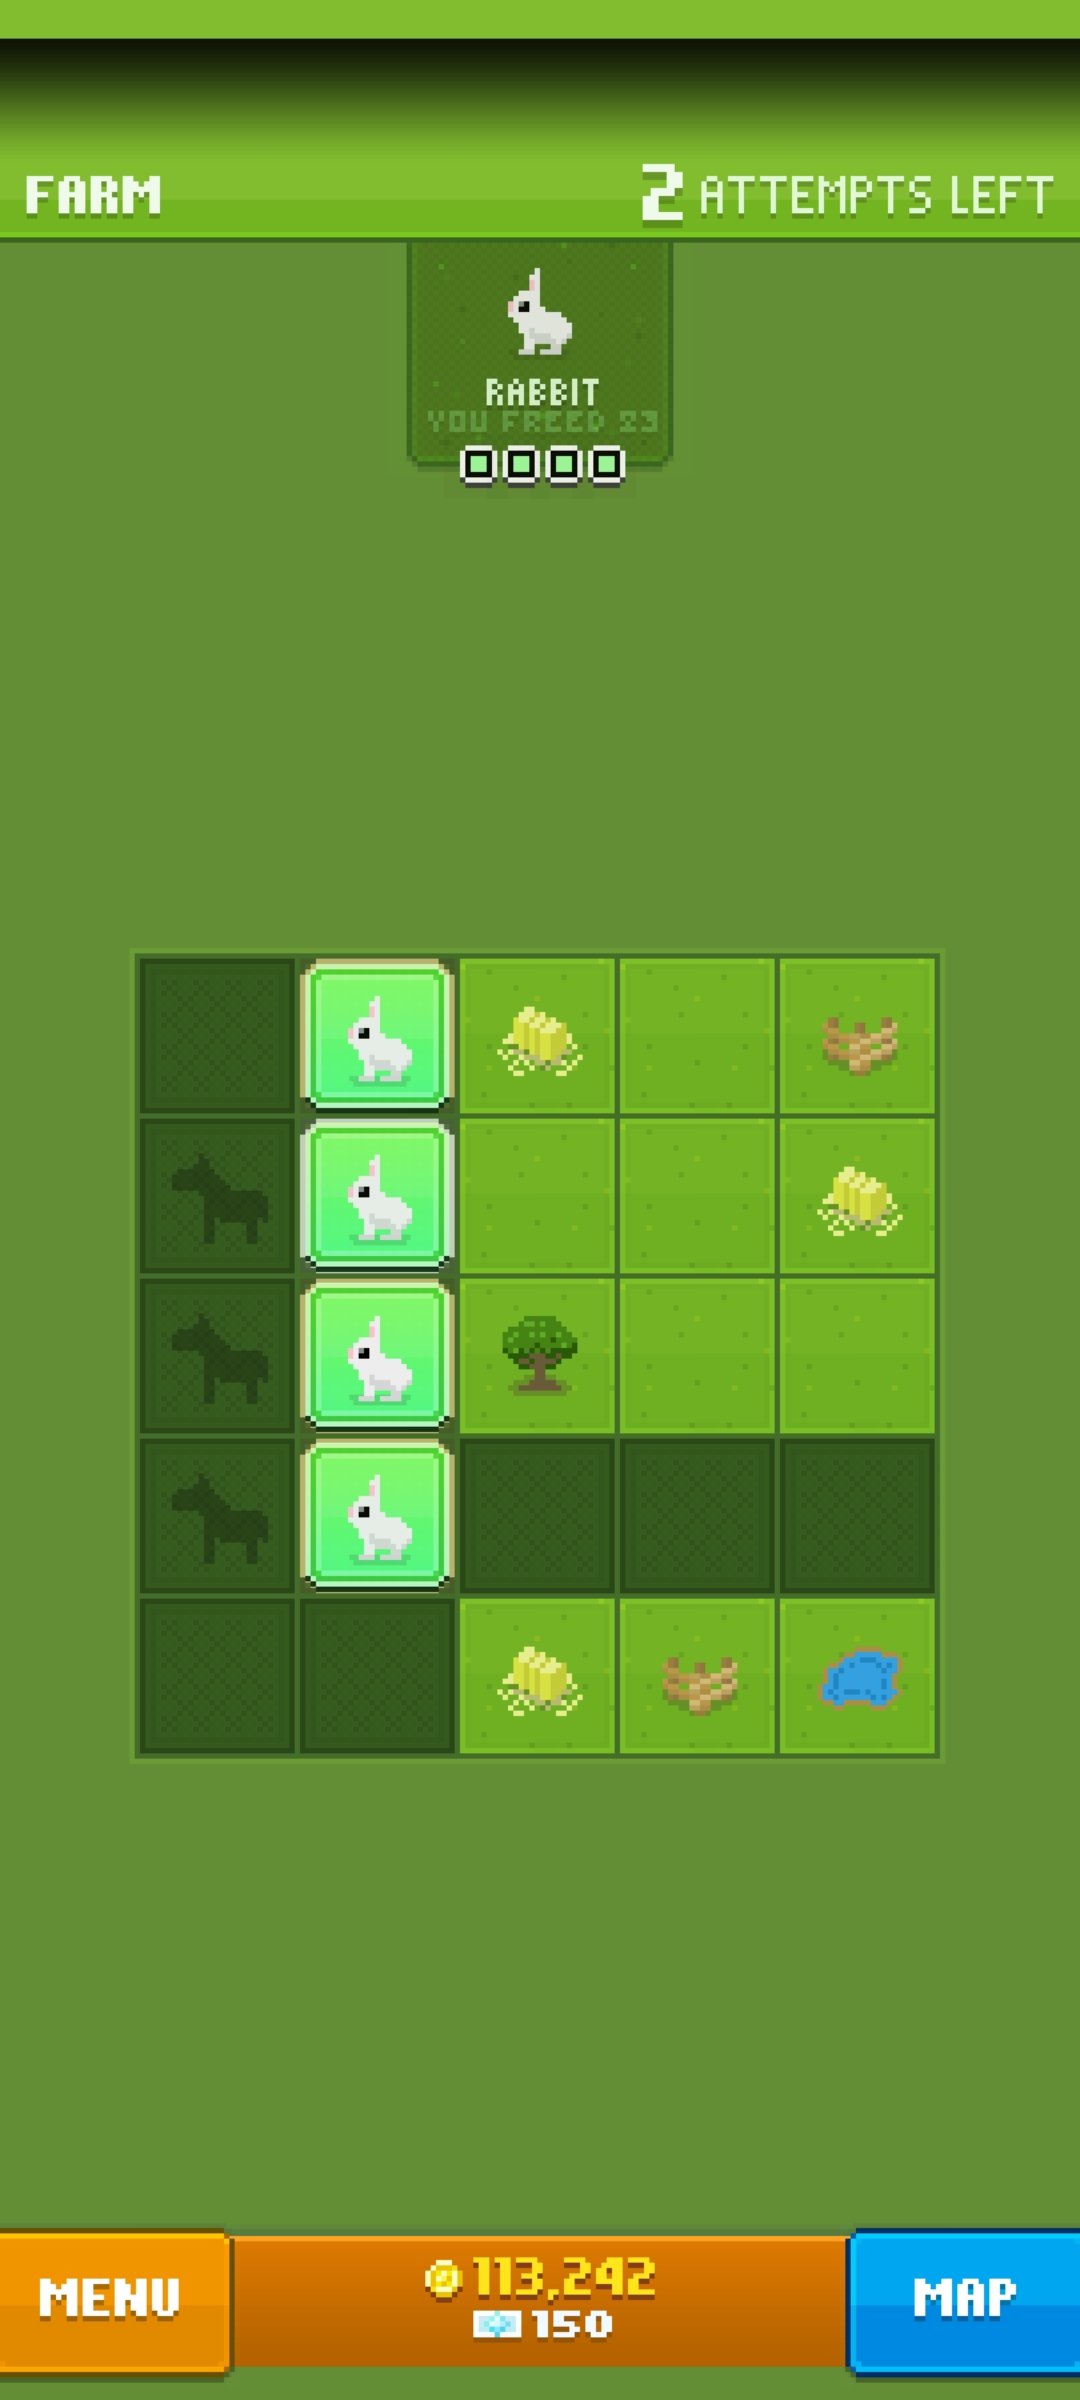 FARM
2 ATTEMPTS LEFT
RABBIT
YOU FREED 23
MENU
113,242
150
MAP